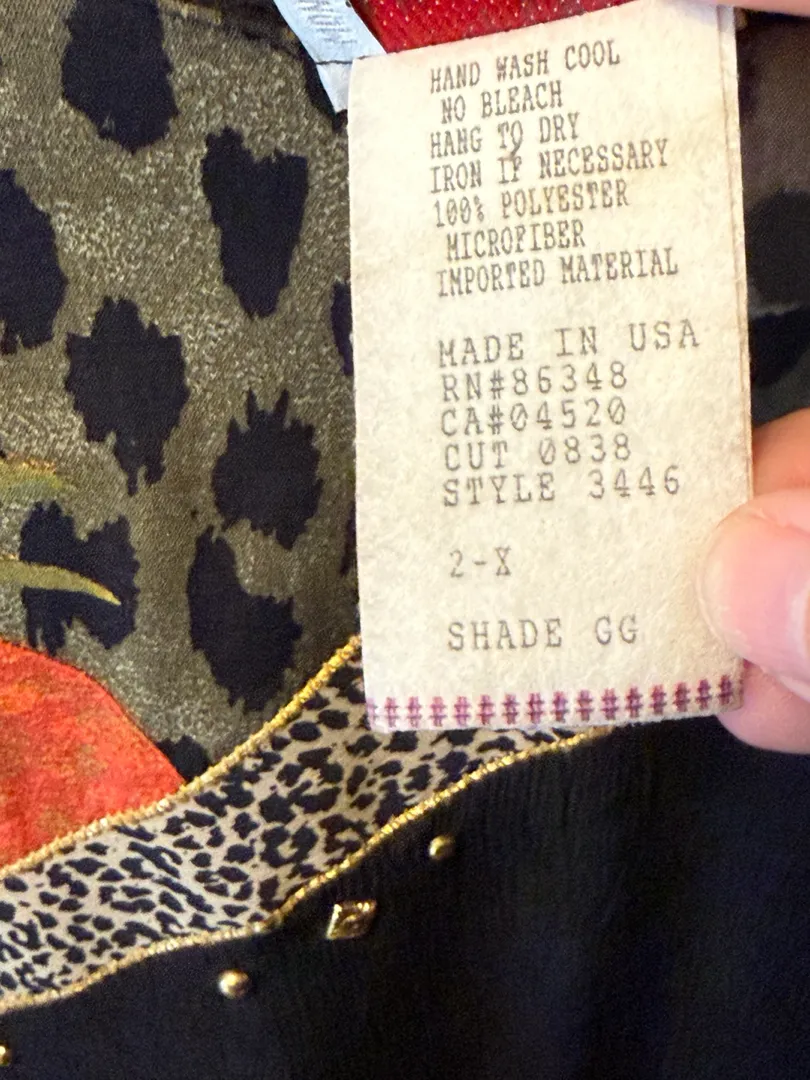 HAND WASH COOL
NO BLEACH
HANG TO DRY
IRON IF NECESSARY
100% POLYESTER
MICROFIBER
IMPORTED MATERIAL
MADE IN USA
RN#86348
CA#04520
CUT 0838
STYLE 3446
2-X
SHADE GG